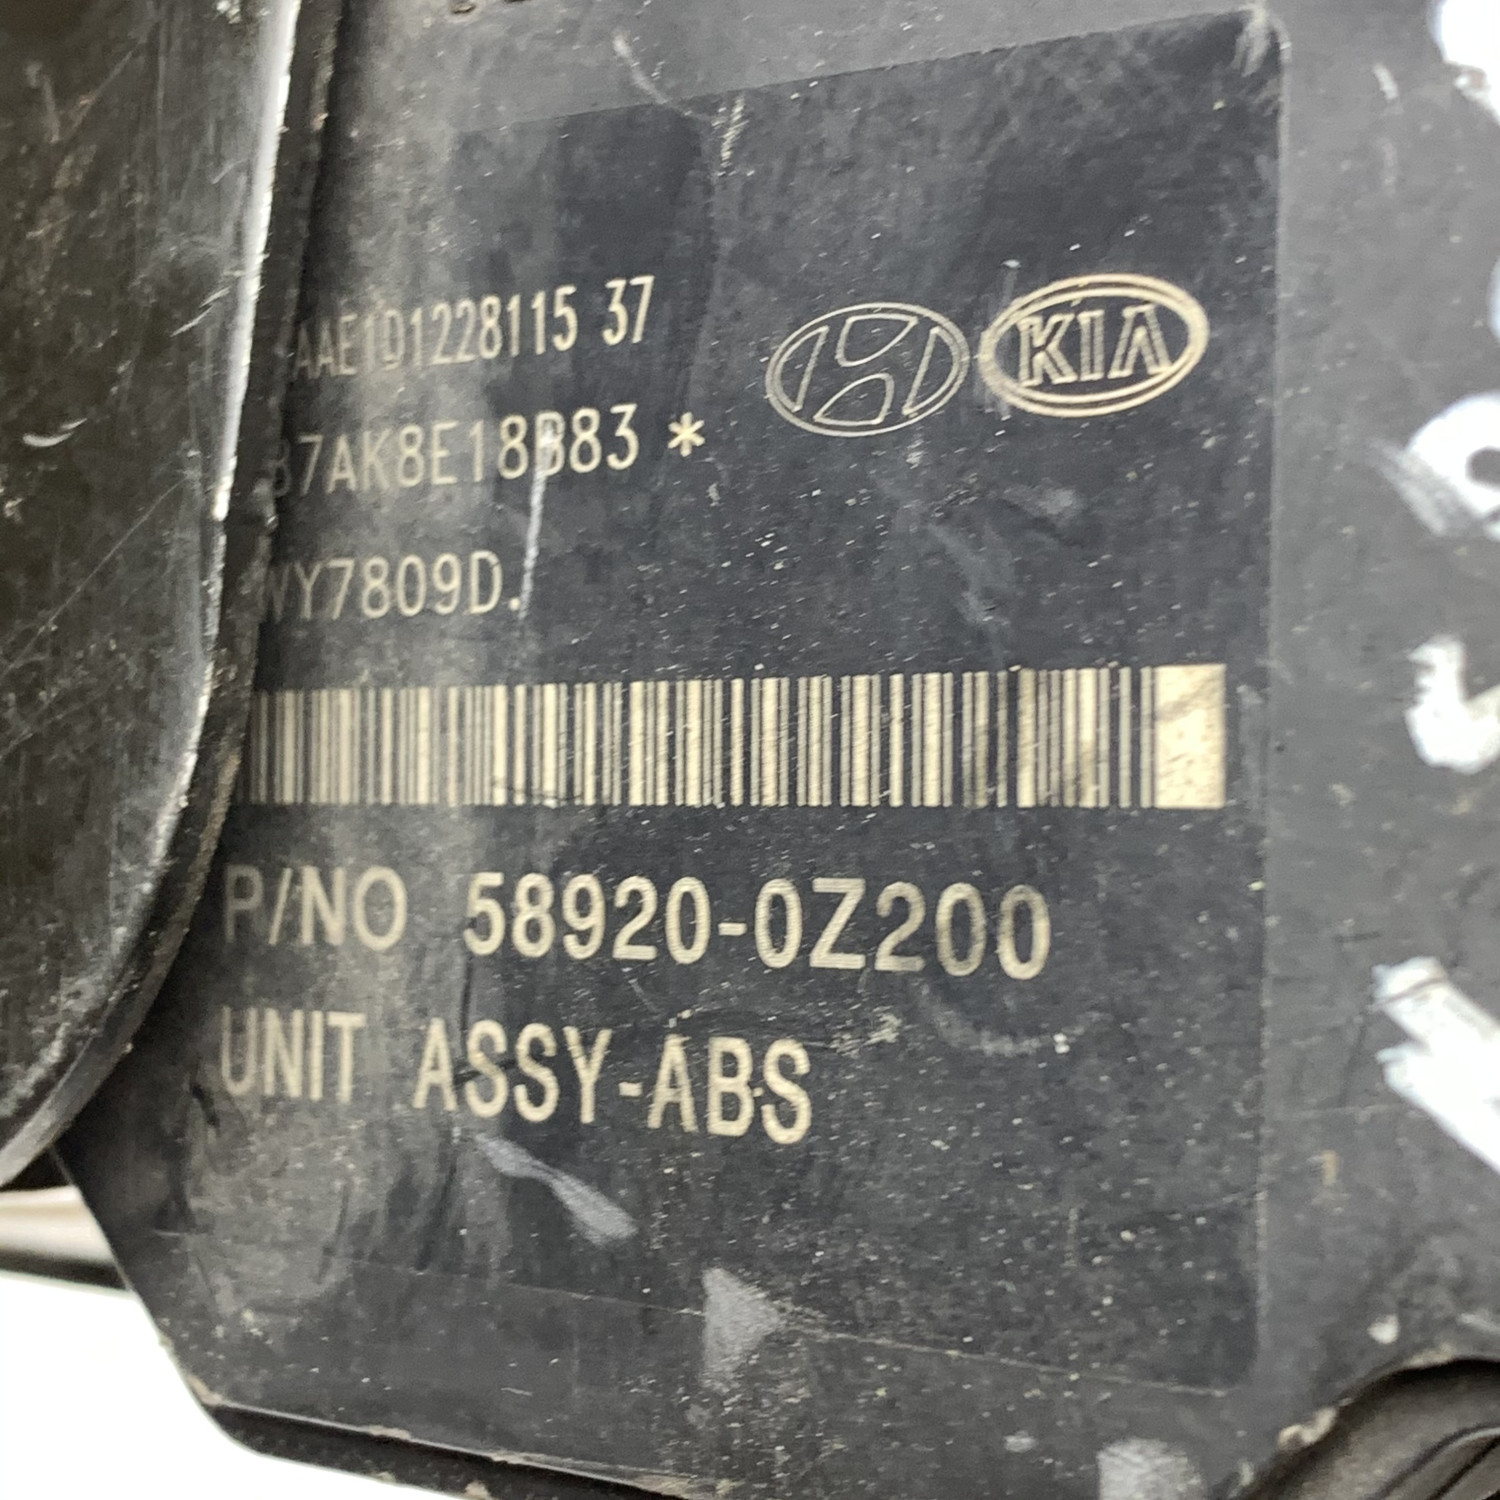 AAE1D1228115 37
KIA
B7AK8E18B83 *
WY7809D.
P/NO 58920-0Z200
UNIT ASSY-ABS